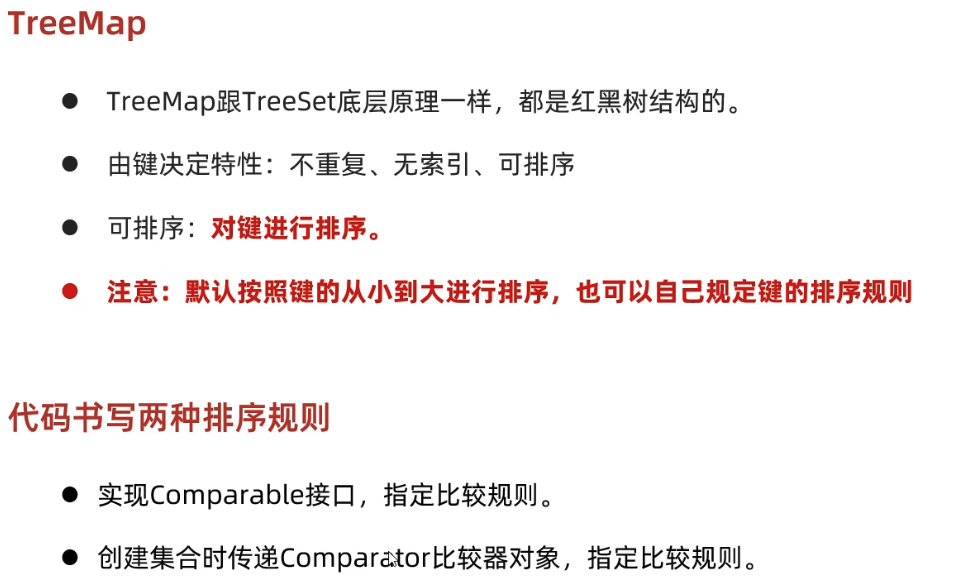 TreeMap
● TreeMap跟TreeSet底层原理一样，都是红黑树结构的。
● 由键决定特性：不重复、无索引、可排序
● 可排序：对键进行排序。
● 注意：默认按照键的从小到大进行排序，也可以自己规定键的排序规则
代码书写两种排序规则
● 实现Comparable接口，指定比较规则。
● 创建集合时传递Comparator比较器对象，指定比较规则。